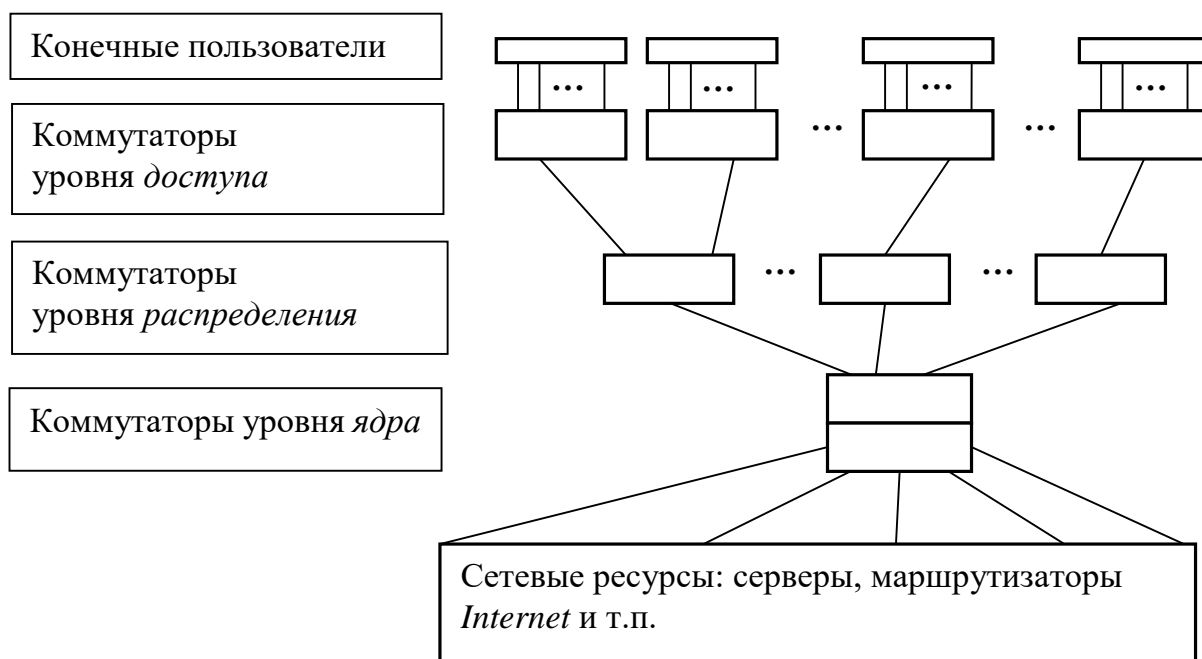 Конечные пользователи
... ... ... ...
Коммутаторы
уровня доступа
... ...
Коммутаторы
уровня распределения
... ...
Коммутаторы уровня ядра
Сетевые ресурсы: серверы, маршрутизаторы
Internet и т.п.